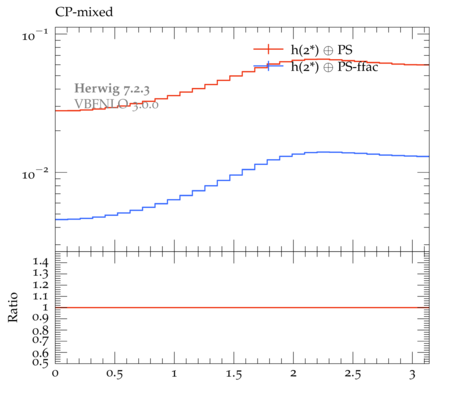 CP-mixed
10⁻¹
h(2*) ⊕ PS
h(2*) ⊕ PS-ffac
Herwig 7.2.3
VBFNLO 3.0.0
10⁻²
1.4
1.3
1.2
1.1
1
0.9
0.8
0.7
0.6
0.5
Ratio
0 0.5 1 1.5 2 2.5 3